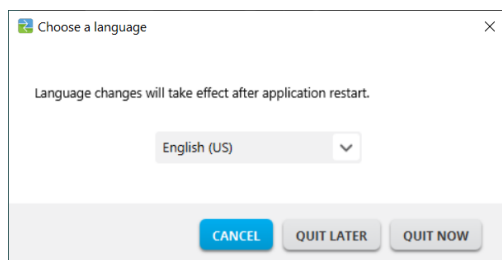 Choose a language
Language changes will take effect after application restart.
English (US)
CANCEL QUIT LATER QUIT NOW